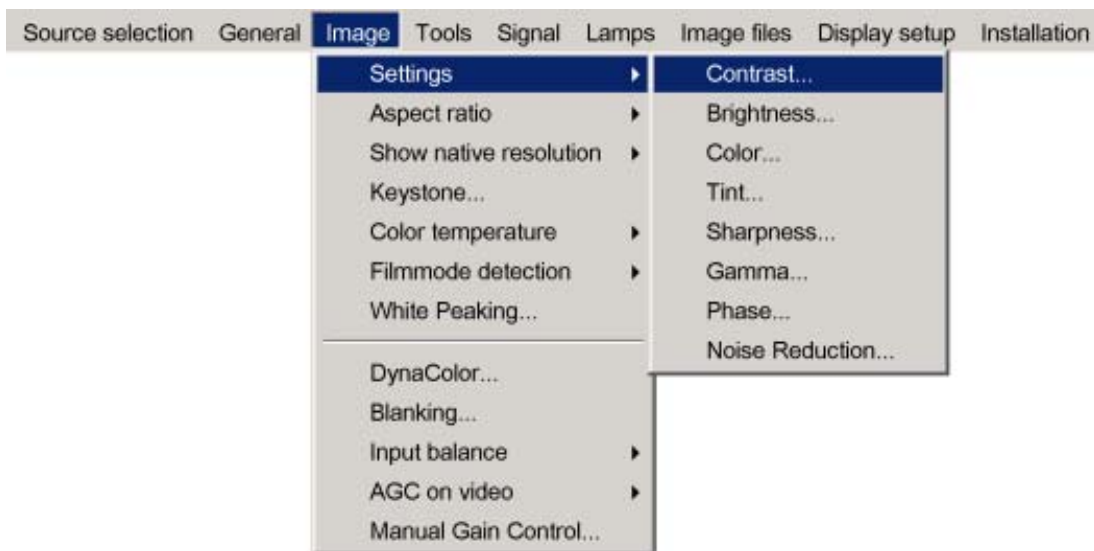 Source selection General Image Tools Signal Lamps Image files Display setup Installation
Settings
Aspect ratio
Show native resolution
Keystone...
Color temperature
Filmmode detection
White Peaking...
DynaColor...
Blanking...
Input balance
AGC on video
Manual Gain Control...
Contrast...
Brightness...
Color...
Tint...
Sharpness...
Gamma...
Phase...
Noise Reduction...